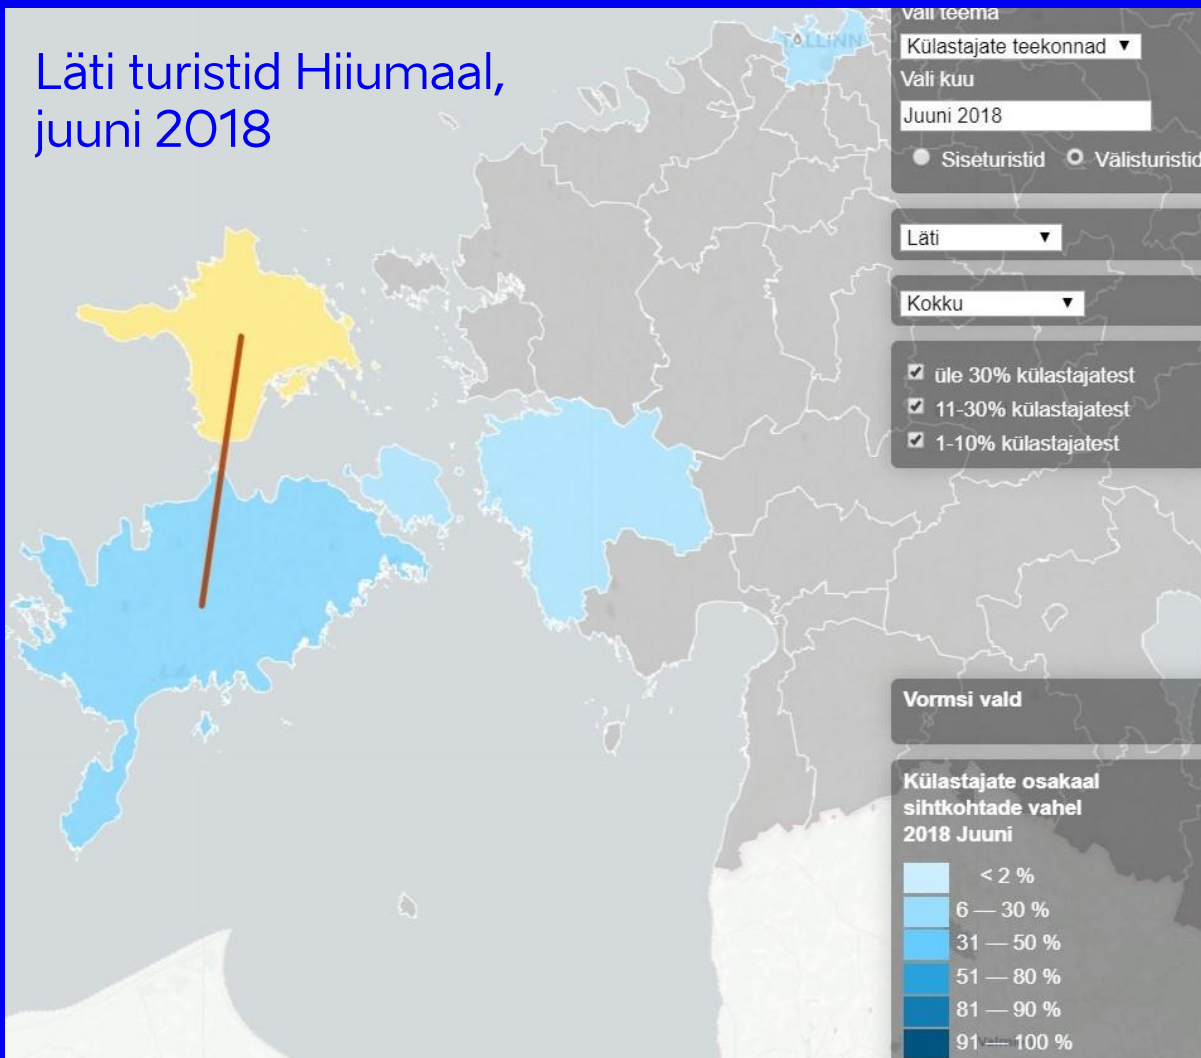 Läti turistid Hiiumaal,
juuni 2018
TALLINN
Vali teema
Külastajate teekonnad
Vali kuu
Juuni 2018
Siseturistid Välisturistid
Läti
Kokku
üle 30% külastajatest
11-30% külastajatest
1-10% külastajatest
Vormsi vald
Külastajate osakaal
sihtkohtade vahel
2018 Juuni
< 2 %
6 — 30 %
31 — 50 %
51 — 80 %
81 — 90 %
91 — 100 %